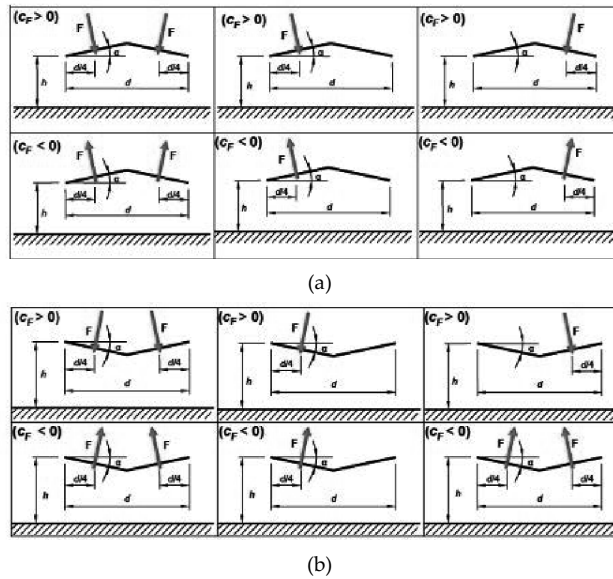 (cF > 0) (cF > 0) (cF > 0)
F F F F
α α α
d/4 d/4 d/4 d/4
h d h d h d
(cF < 0) (cF < 0) (cF < 0)
F F F F
α α α
d/4 d/4 d/4 d/4
h d h d h d
(a)
(cF > 0) (cF > 0) (cF > 0)
F F F F
α α α
d/4 d/4 d/4 d/4
h d h d h d
(cF < 0) (cF < 0) (cF < 0)
F F F F F
α α α
d/4 d/4 d/4 d/4 d/4
h d h d h d
(b)